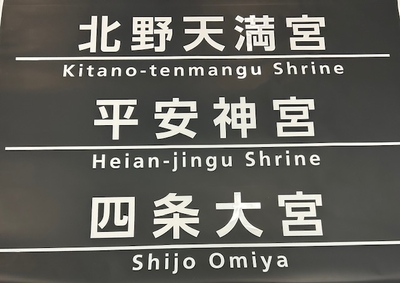 北野天満宮
Kitano-tenmangu Shrine
平安神宮
Heian-jingu Shrine
四条大宮
Shijo Omiya